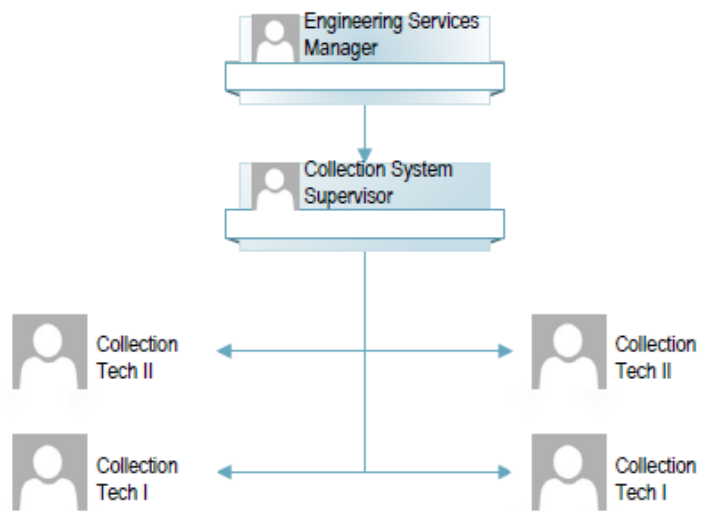 Engineering Services
Manager
Collection System
Supervisor
Collection
Tech II
Collection
Tech II
Collection
Tech I
Collection
Tech I